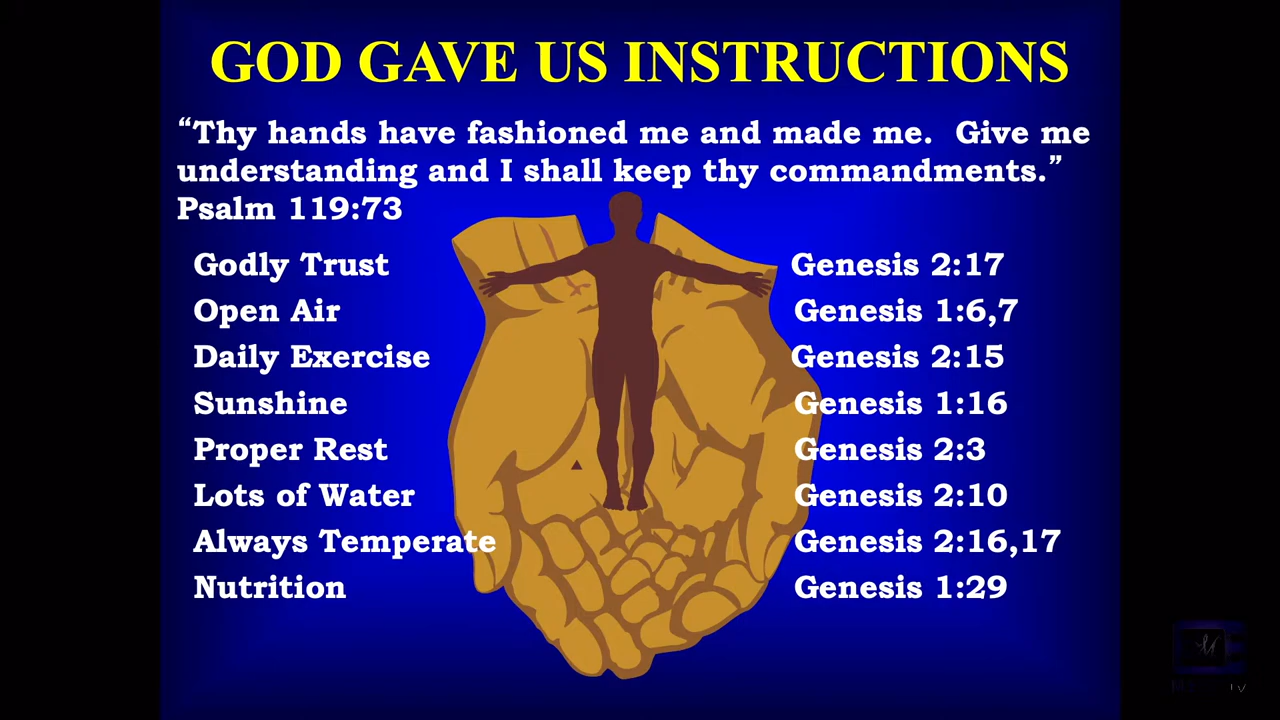 GOD GAVE US INSTRUCTIONS
“Thy hands have fashioned me and made me.  Give me
understanding and I shall keep thy commandments.”
Psalm 119:73
Godly Trust Genesis 2:17
Open Air Genesis 1:6,7
Daily Exercise Genesis 2:15
Sunshine Genesis 1:16
Proper Rest Genesis 2:3
Lots of Water Genesis 2:10
Always Temperate Genesis 2:16,17
Nutrition Genesis 1:29